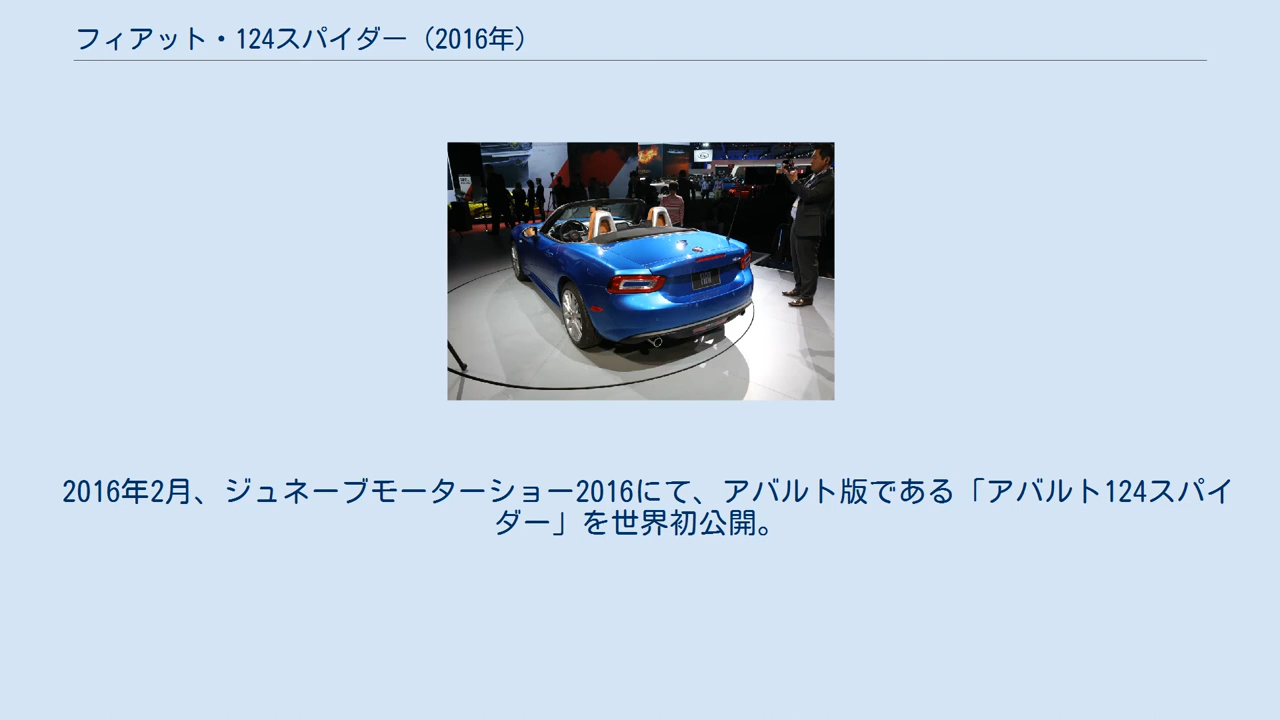 フィアット・124スパイダー（2016年）
2016年2月、ジュネーブモーターショー2016にて、アバルト版である「アバルト124スパイ
ダー」を世界初公開。